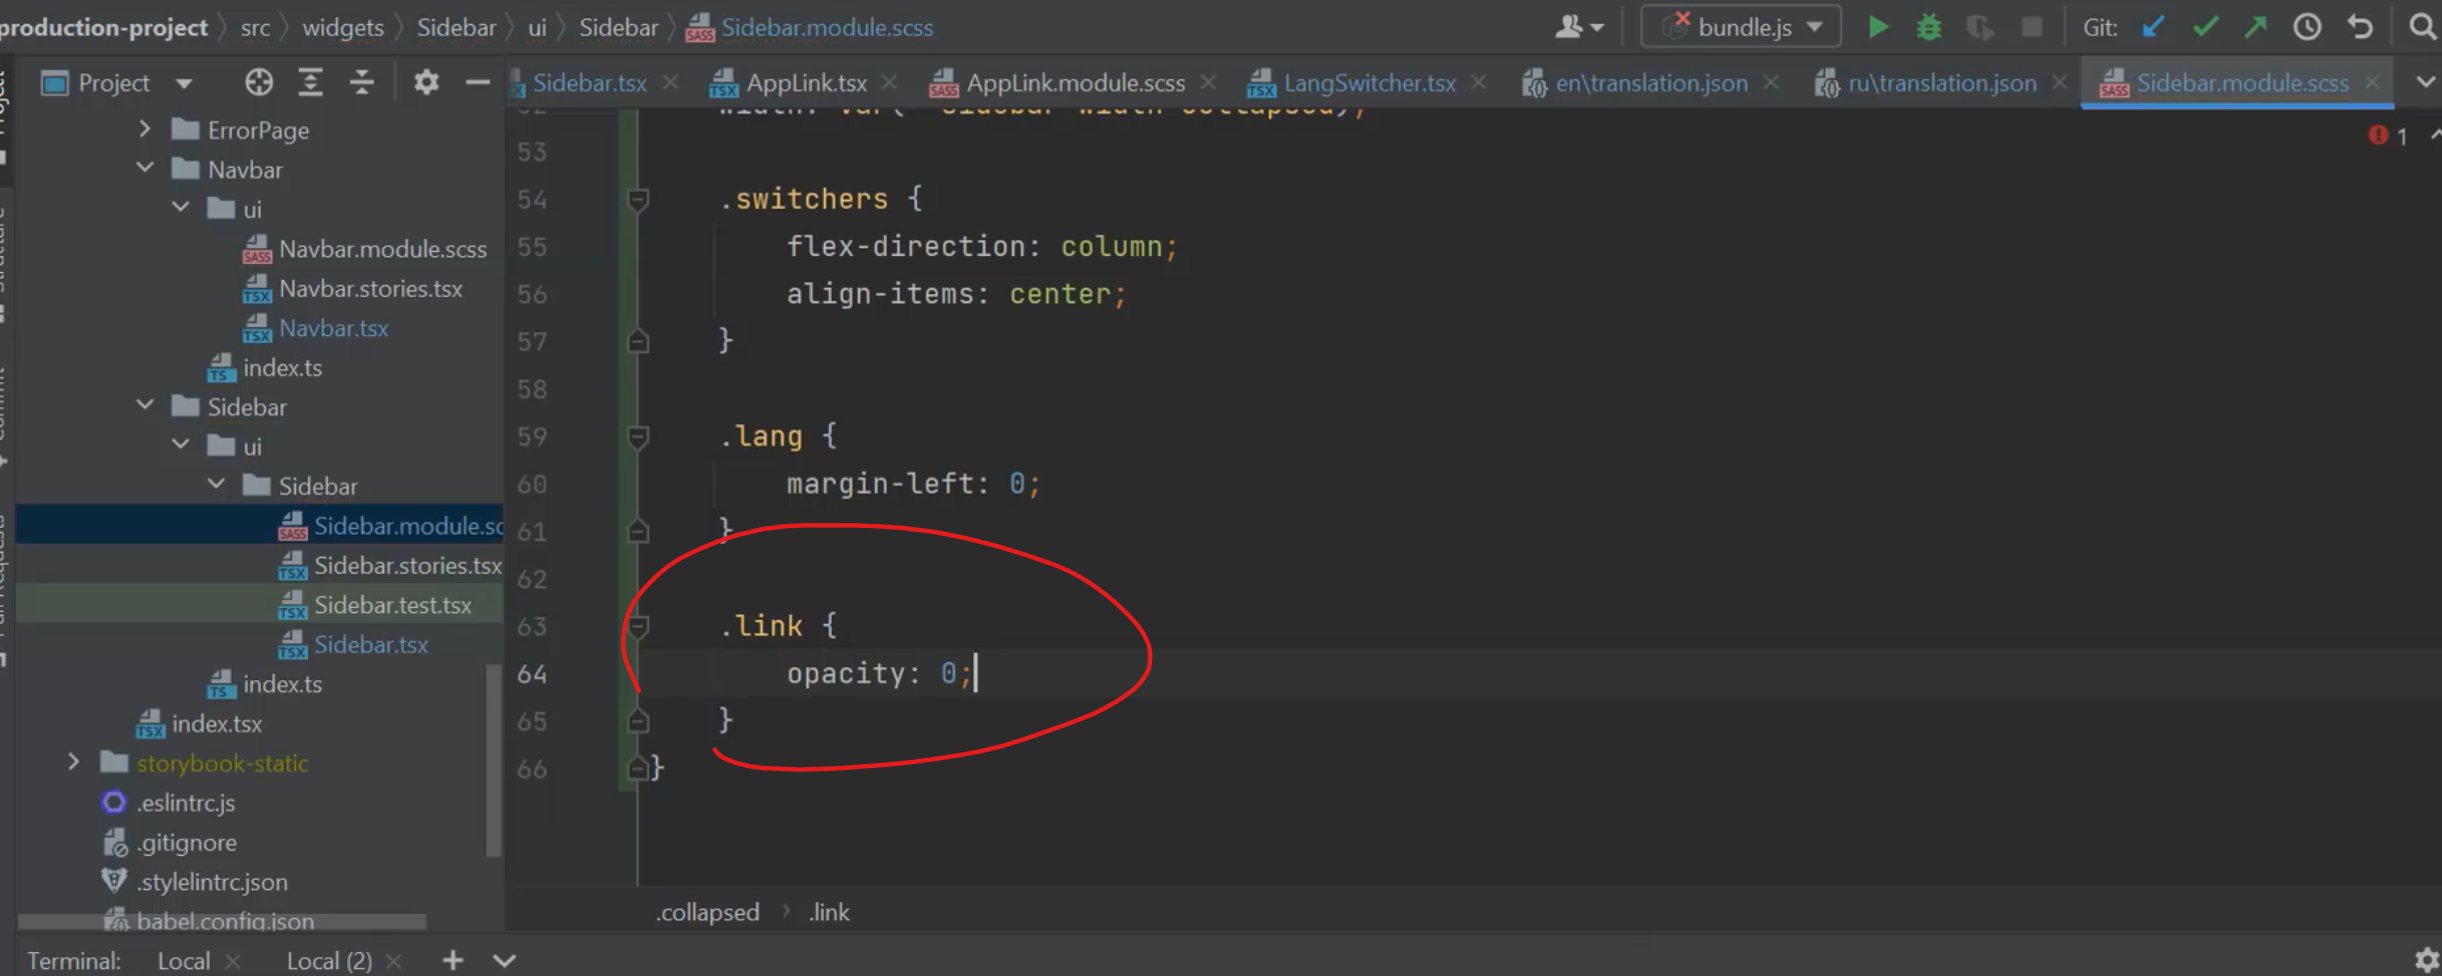 production-project src widgets Sidebar ui Sidebar Sidebar.module.scss bundle.js Git:
Project Sidebar.tsx AppLink.tsx AppLink.module.scss LangSwitcher.tsx en\translation.json ru\translation.json Sidebar.module.scss
ErrorPage
Navbar
ui
Navbar.module.scss
Navbar.stories.tsx
Navbar.tsx
index.ts
Sidebar
ui
Sidebar
Sidebar.module.sc
Sidebar.stories.tsx
Sidebar.test.tsx
Sidebar.tsx
index.ts
index.tsx
storybook-static
.eslintrc.js
.gitignore
.stylelintrc.json
babel.config.json
1
53
54 .switchers {
55 flex-direction: column;
56 align-items: center;
57 }
58
59 .lang {
60 margin-left: 0;
61 }
62
63 .link {
64 opacity: 0;
65 }
66 }
.collapsed .link
Terminal: Local Local (2)